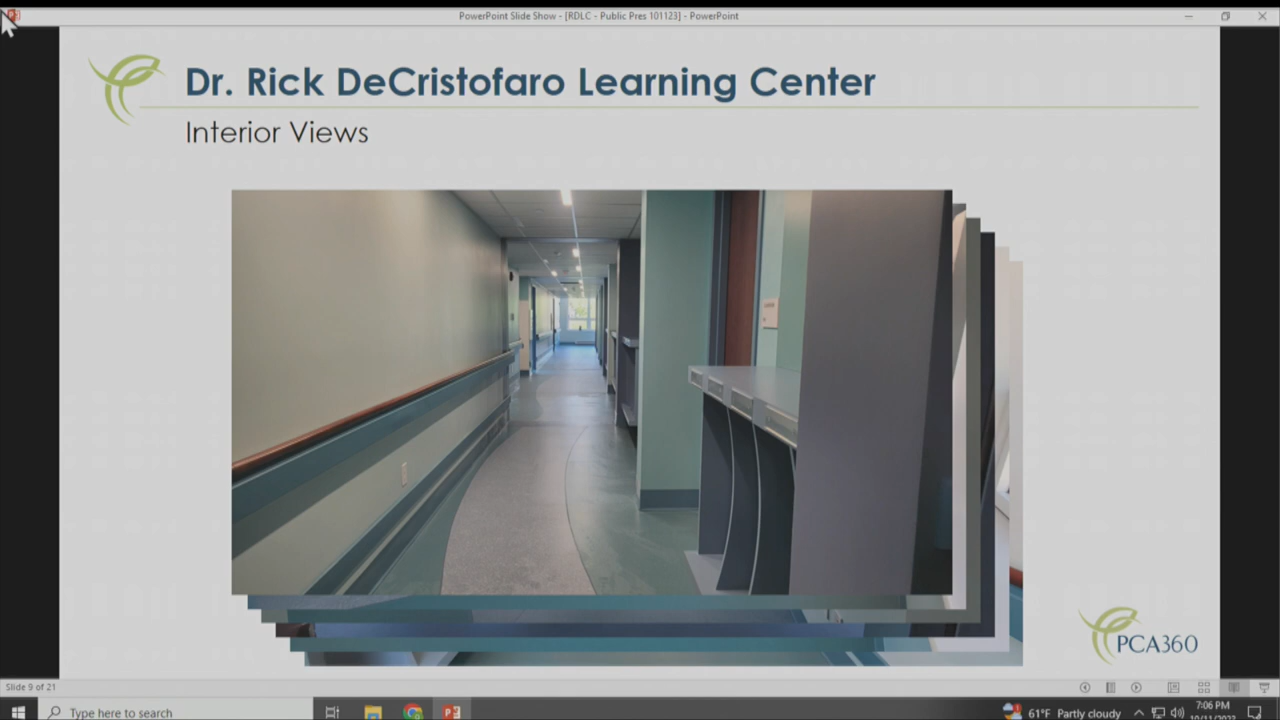 PowerPoint Slide Show - [RDLC - Public Pres 101123] - PowerPoint
Dr. Rick DeCristofaro Learning Center
Interior Views
PCA360
Slide 9 of 21
Type here to search
61°F Partly cloudy
7:06 PM